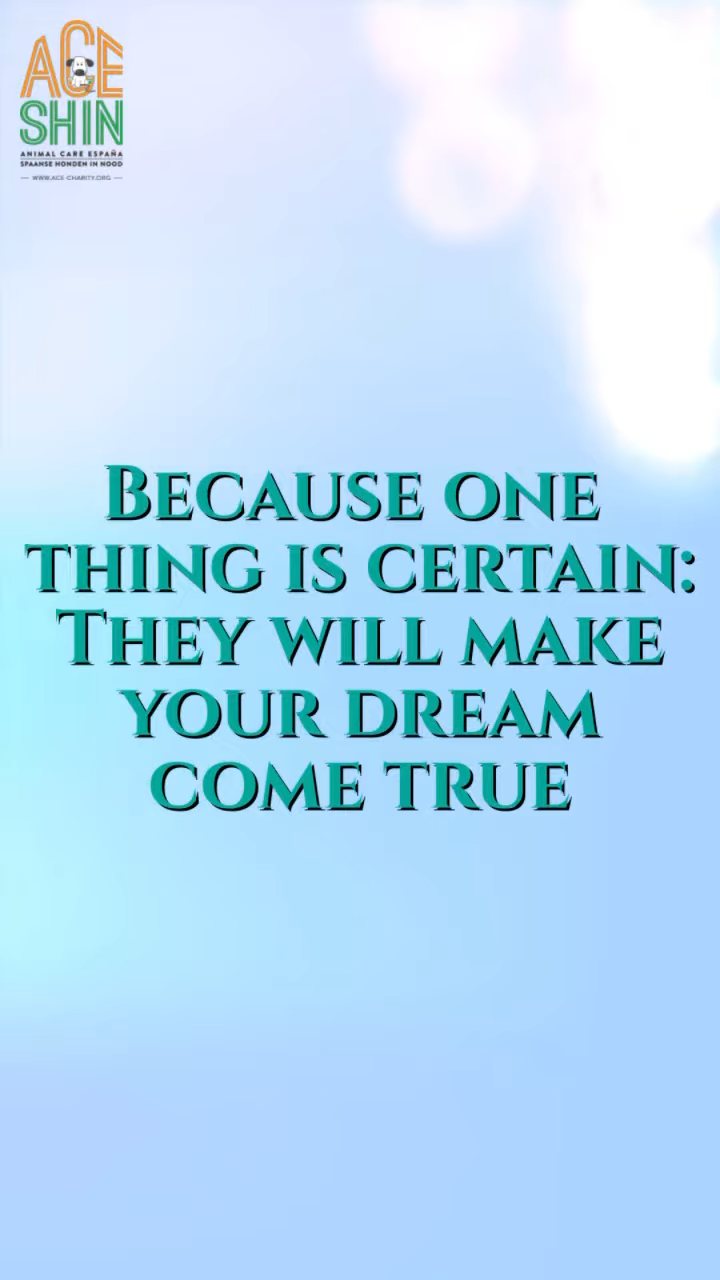 ACE
SHIN
ANIMAL CARE ESPAÑA
SPAANSE HONDEN IN NOOD
WWW.ACE-CHARITY.ORG
Because one
thing is certain:
They will make
your dream
come true